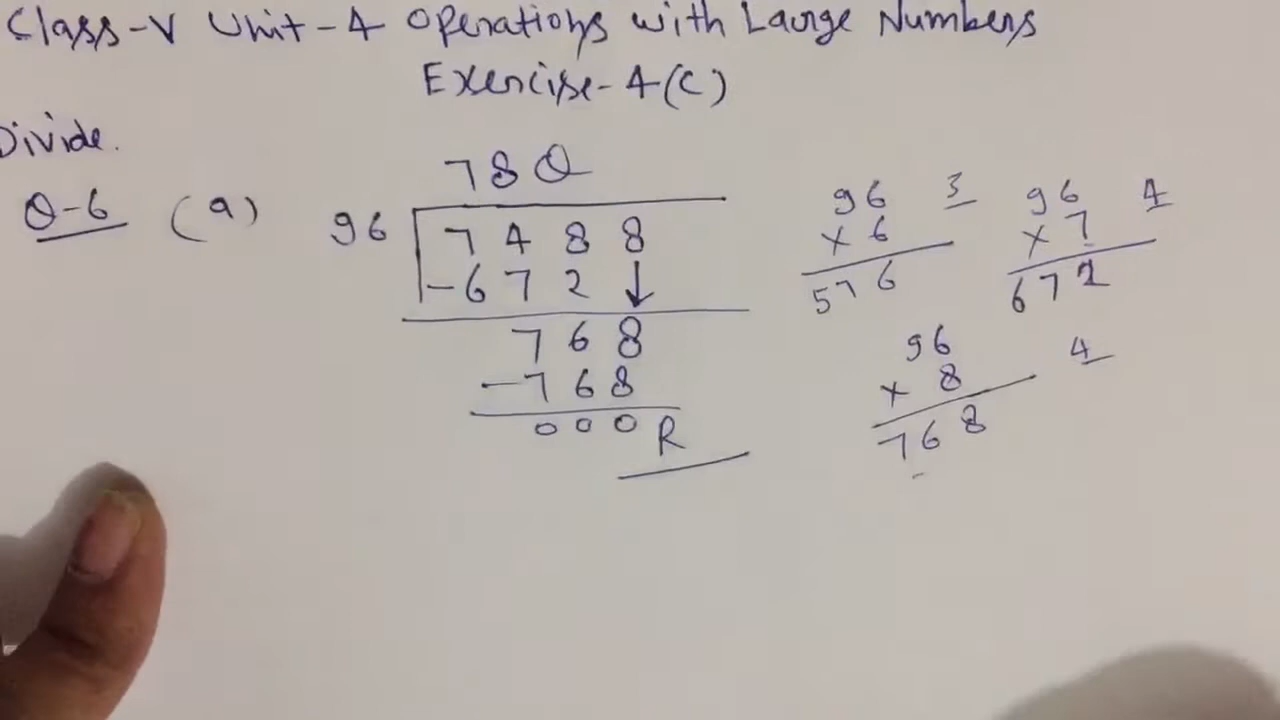 Class-V Unit-4 Operations with Large Numbers
Exercise-4(C)
Divide.
Q-6 (a)
78 Q
96 7488
-672↓
768
-768
000 R
96 3
×6
576
96 4
×7
672
96 4
×8
768